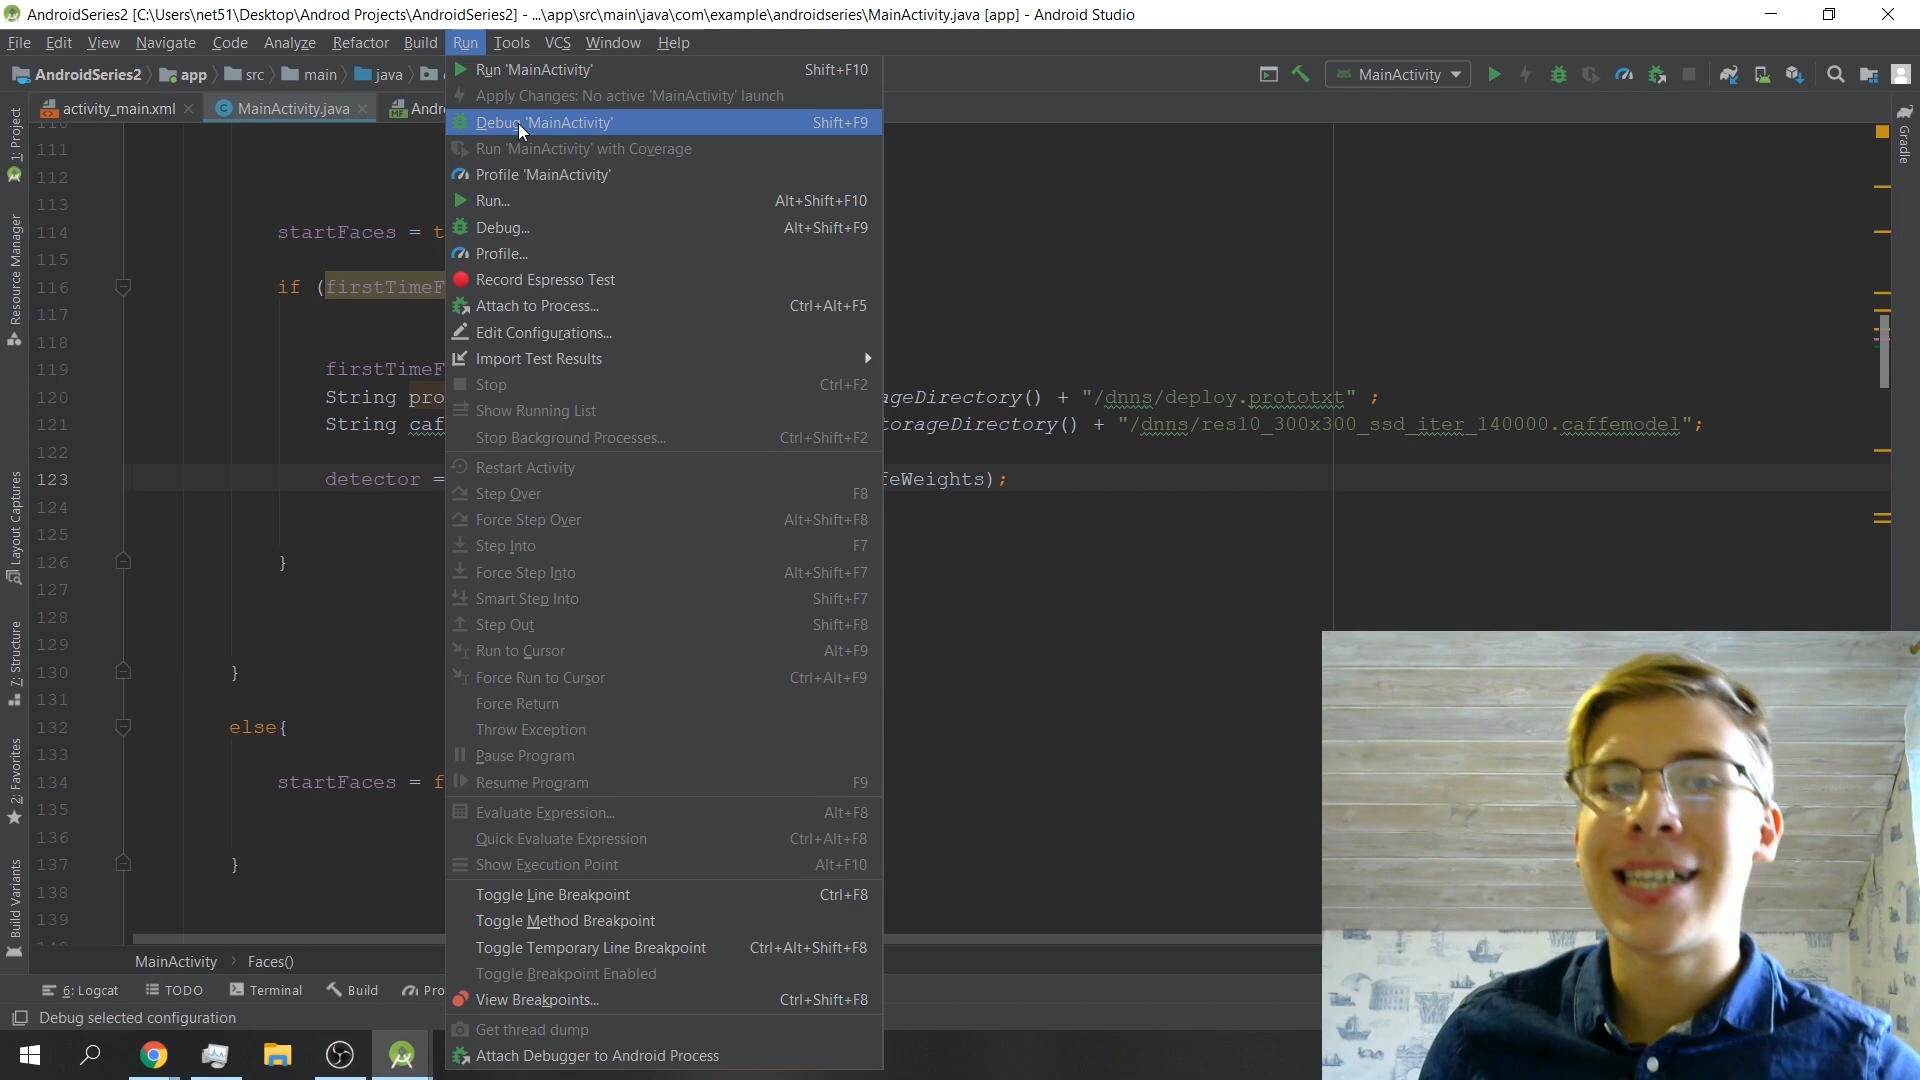 AndroidSeries2 [C:\Users\net51\Desktop\Androd Projects\AndroidSeries2] - ...\app\src\main\java\com\example\androidseries\MainActivity.java [app] - Android Studio
File Edit View Navigate Code Analyze Refactor Build Run Tools VCS Window Help
AndroidSeries2 app src main java MainActivity
activity_main.xml MainActivity.java Andr
1: Project
Resource Manager
Layout Captures
7: Structure
2: Favorites
Build Variants
Gradle
Run 'MainActivity' Shift+F10
Apply Changes: No active 'MainActivity' launch
Debug 'MainActivity' Shift+F9
Run 'MainActivity' with Coverage
Profile 'MainActivity'
Run... Alt+Shift+F10
Debug... Alt+Shift+F9
Profile...
Record Espresso Test
Attach to Process... Ctrl+Alt+F5
Edit Configurations...
Import Test Results
Stop Ctrl+F2
Show Running List
Stop Background Processes... Ctrl+Shift+F2
Restart Activity
Step Over F8
Force Step Over Alt+Shift+F8
Step Into F7
Force Step Into Alt+Shift+F7
Smart Step Into Shift+F7
Step Out Shift+F8
Run to Cursor Alt+F9
Force Run to Cursor Ctrl+Alt+F9
Force Return
Throw Exception
Pause Program
Resume Program F9
Evaluate Expression... Alt+F8
Quick Evaluate Expression Ctrl+Alt+F8
Show Execution Point Alt+F10
Toggle Line Breakpoint Ctrl+F8
Toggle Method Breakpoint
Toggle Temporary Line Breakpoint Ctrl+Alt+Shift+F8
Toggle Breakpoint Enabled
View Breakpoints... Ctrl+Shift+F8
Get thread dump
Attach Debugger to Android Process
111
112
113
114 startFaces = t
115
116 if (firstTimeF
117
118
119 firstTimeF
120 String pro ageDirectory() + "/dnns/deploy.prototxt" ;
121 String caf torageDirectory() + "/dnns/res10_300x300_ssd_iter_140000.caffemodel";
122
123 detector = feWeights);
124
125
126 }
127
128
129
130 }
131
132 else{
133
134 startFaces = f
135
136
137 }
138
139
MainActivity Faces()
6: Logcat TODO Terminal Build Pro
Debug selected configuration